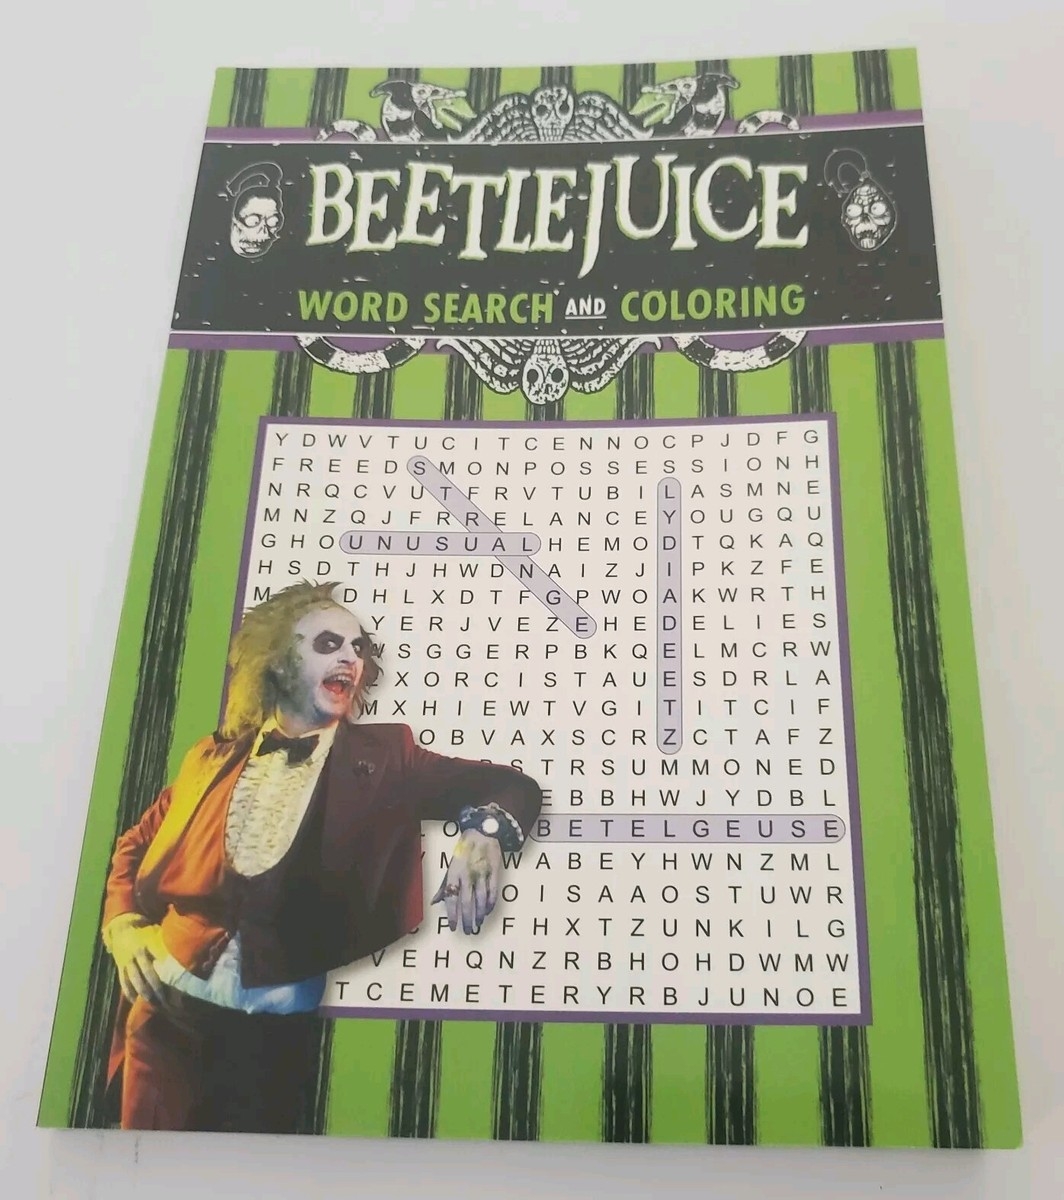 BEETLEJUICE
WORD SEARCH AND COLORING
Y D W V T U C I T C E N N O C P J D F G
F R E E D S M O N P O S S E S S I O N H
N R Q C V U T F R V T U B I L A S M N E
M N Z Q J F R R E L A N C E Y O U G Q U
G H O U N U S U A L H E M O D T Q K A Q
H S D T H J H W D N A I Z J I P K Z F E
M D H L X D T F G P W O A K W R T H
Y E R J V E Z E H E D E L I E S
S G G E R P B K Q E L M C R W
X O R C I S T A U E S D R L A
M X H I E W T V G I T I T C I F
O B V A X S C R Z C T A F Z
S T R S U M M O N E D
E B B H W J Y D B L
O B E T E L G E U S E
M W A B E Y H W N Z M L
O I S A A O S T U W R
P F H X T Z U N K I L G
V E H Q N Z R B H O H D W M W
T C E M E T E R Y R B J U N O E